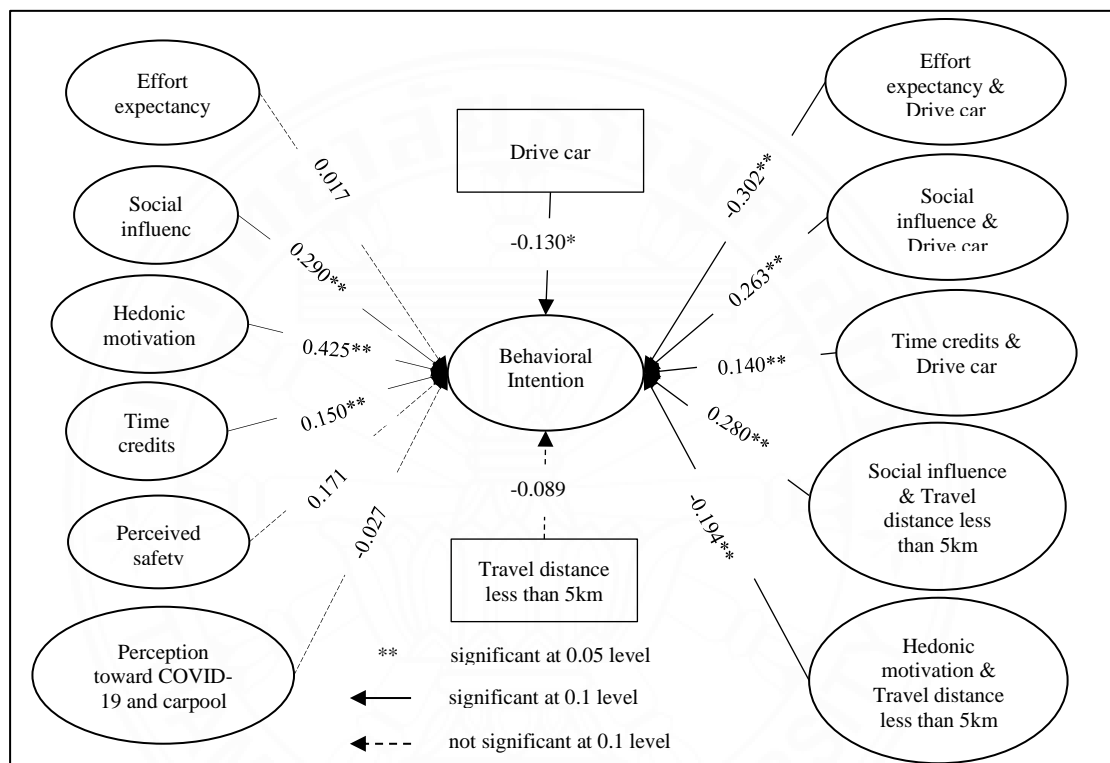 Effort
expectancy
Social
influenc
Hedonic
motivation
Time
credits
Perceived
safety
Perception
toward COVID-
19 and carpool
0.017
0.290**
0.425**
0.150**
0.171
-0.027
Drive car
-0.130*
Behavioral
Intention
-0.089
Travel distance
less than 5km
** significant at 0.05 level
significant at 0.1 level
not significant at 0.1 level
-0.302**
0.263**
0.140**
0.280**
-0.194**
Effort
expectancy &
Drive car
Social
influence &
Drive car
Time credits &
Drive car
Social influence
& Travel
distance less
than 5km
Hedonic
motivation &
Travel distance
less than 5km